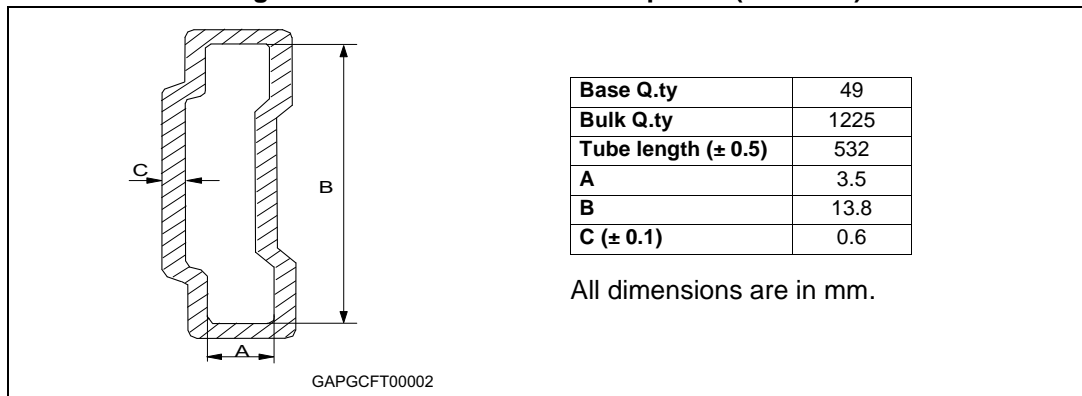 C
B
A
GAPGCFT00002
Base Q.ty 49
Bulk Q.ty 1225
Tube length (± 0.5) 532
A 3.5
B 13.8
C (± 0.1) 0.6
All dimensions are in mm.